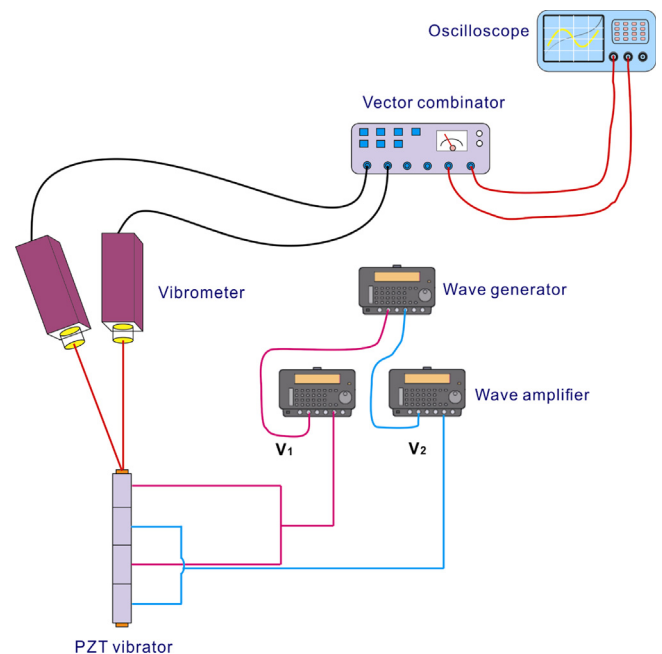 Oscilloscope
Vector combinator
Vibrometer
Wave generator
Wave amplifier
V1
V2
PZT vibrator